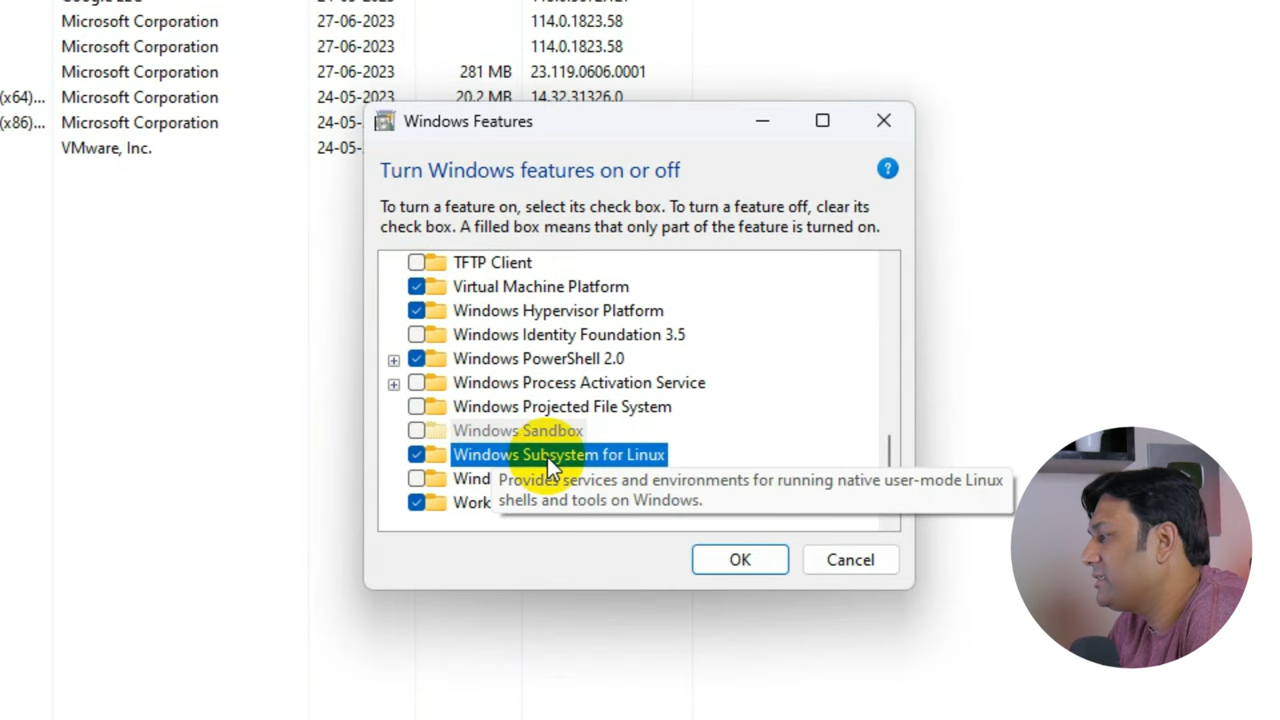 Microsoft Corporation 27-06-2023 114.0.1823.58
Microsoft Corporation 27-06-2023 114.0.1823.58
Microsoft Corporation 27-06-2023 281 MB 23.119.0606.0001
(x64)... Microsoft Corporation 24-05-2023 20.2 MB 14.32.31326.0
(x86)... Microsoft Corporation 24-05-
VMware, Inc. 24-05-
Windows Features
Turn Windows features on or off
?
To turn a feature on, select its check box. To turn a feature off, clear its
check box. A filled box means that only part of the feature is turned on.
TFTP Client
Virtual Machine Platform
Windows Hypervisor Platform
Windows Identity Foundation 3.5
Windows PowerShell 2.0
Windows Process Activation Service
Windows Projected File System
Windows Sandbox
Windows Subsystem for Linux
Wind
Work
Provides services and environments for running native user-mode Linux
shells and tools on Windows.
OK Cancel